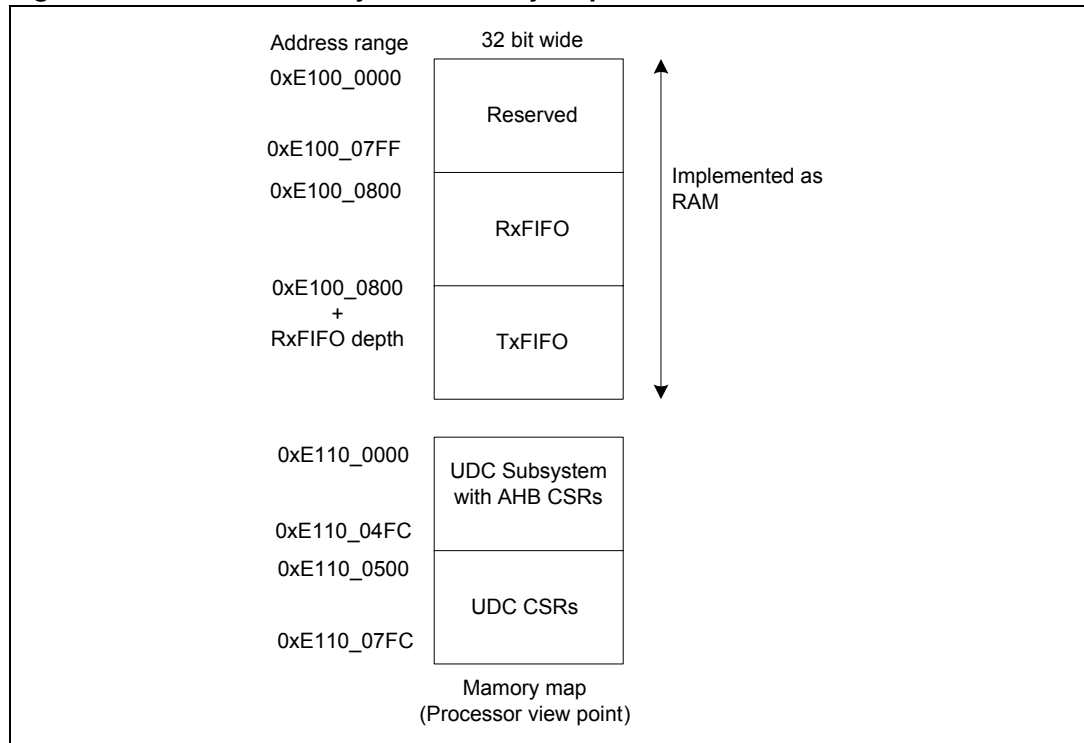 Address range
32 bit wide
0xE100_0000
Reserved
0xE100_07FF
0xE100_0800
Implemented as
RAM
RxFIFO
0xE100_0800
+
RxFIFO depth
TxFIFO
0xE110_0000
UDC Subsystem
with AHB CSRs
0xE110_04FC
0xE110_0500
UDC CSRs
0xE110_07FC
Mamory map
(Processor view point)